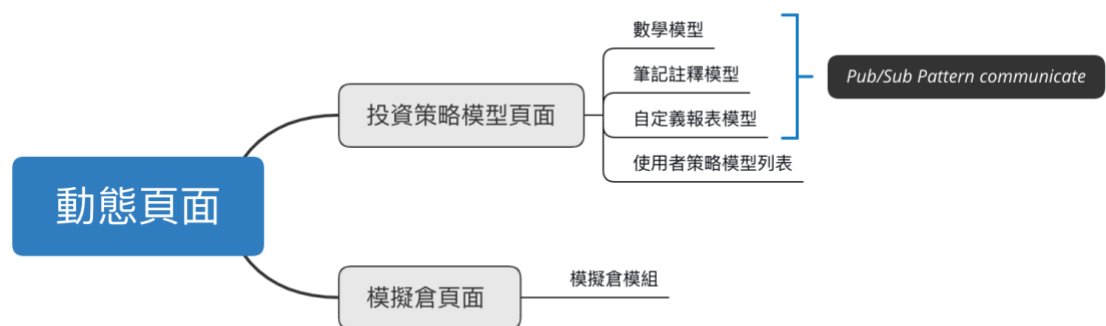 動態頁面
投資策略模型頁面
數學模型
筆記註釋模型
自定義報表模型
使用者策略模型列表
Pub/Sub Pattern communicate
模擬倉頁面
模擬倉模組